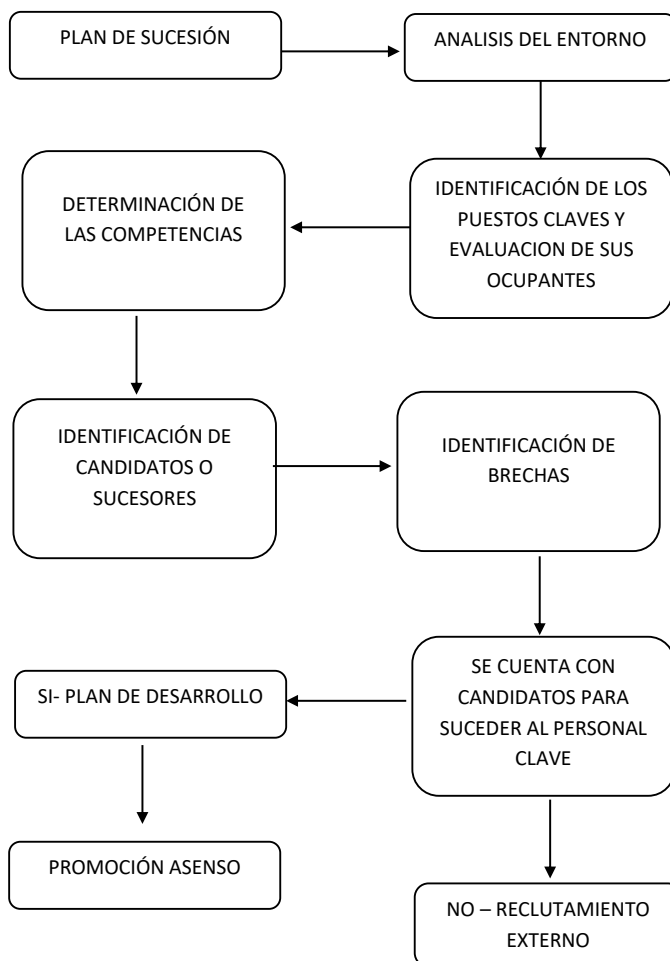 PLAN DE SUCESIÓN
ANALISIS DEL ENTORNO
IDENTIFICACIÓN DE LOS
PUESTOS CLAVES Y
EVALUACION DE SUS
OCUPANTES
DETERMINACIÓN DE
LAS COMPETENCIAS
IDENTIFICACIÓN DE
CANDIDATOS O
SUCESORES
IDENTIFICACIÓN DE
BRECHAS
SE CUENTA CON
CANDIDATOS PARA
SUCEDER AL PERSONAL
CLAVE
SI- PLAN DE DESARROLLO
PROMOCIÓN ASENSO
NO – RECLUTAMIENTO
EXTERNO